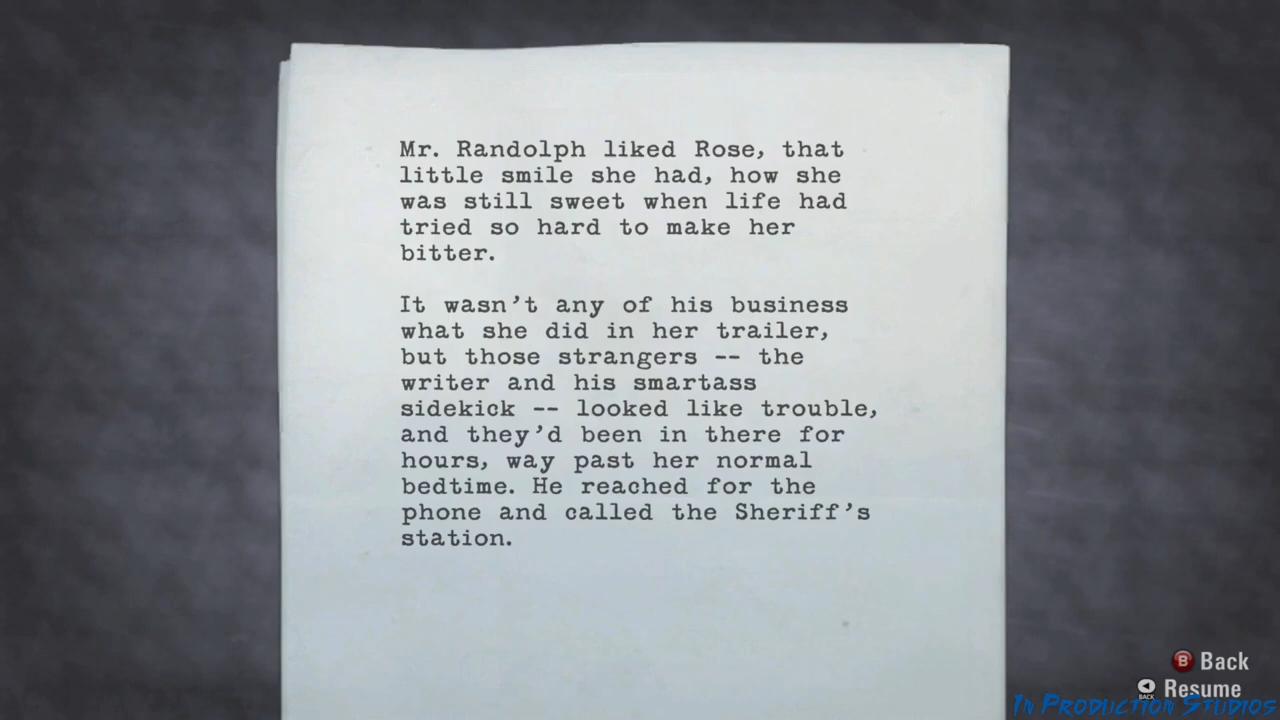 Mr. Randolph liked Rose, that
little smile she had, how she
was still sweet when life had
tried so hard to make her
bitter.
It wasn't any of his business
what she did in her trailer,
but those strangers -- the
writer and his smartass
sidekick -- looked like trouble,
and they'd been in there for
hours, way past her normal
bedtime. He reached for the
phone and called the Sheriff's
station.
B Back
BACK Resume
In Production Studios